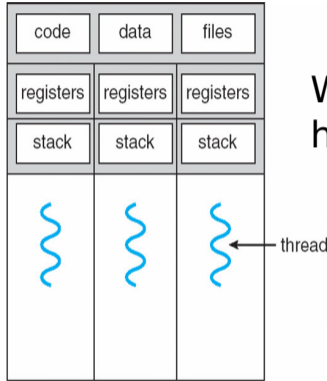 code data files
registers registers registers
stack stack stack
thread